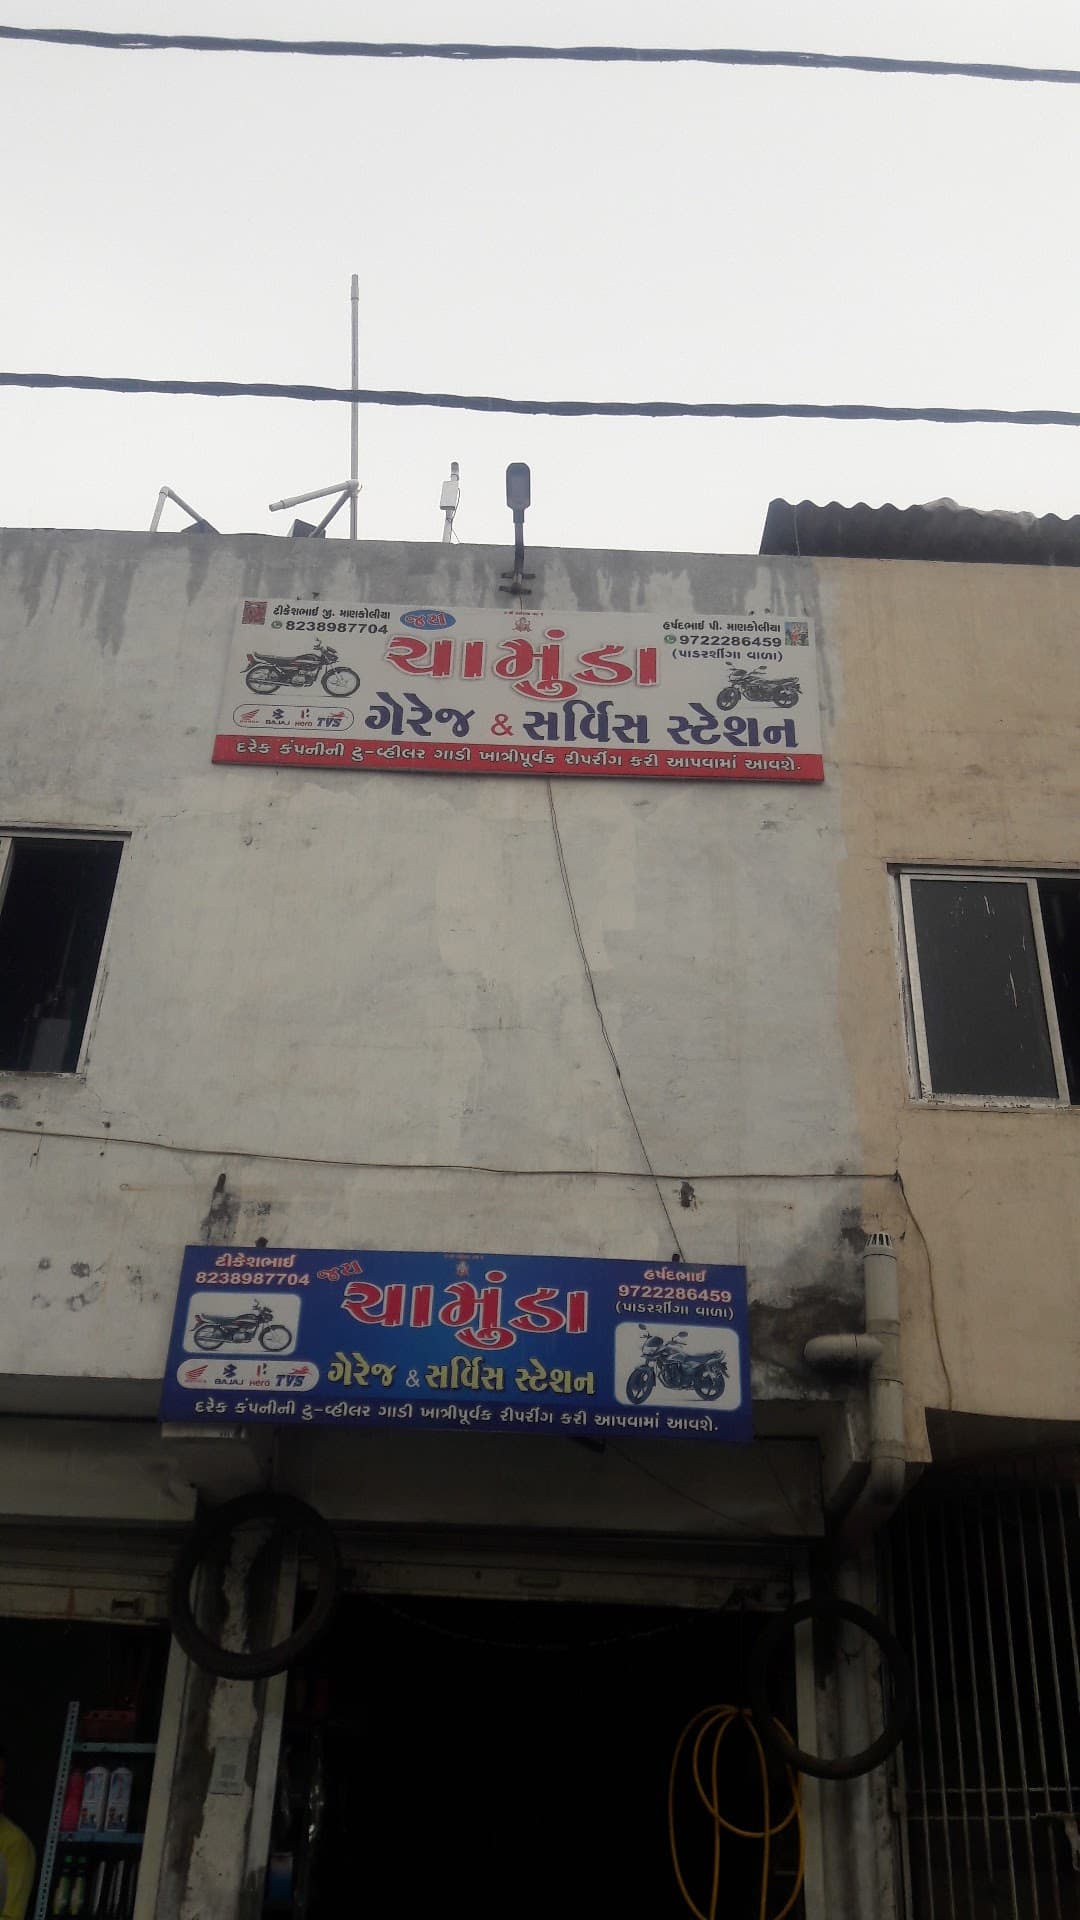 ટીકેશભાઈ જી. માણકોલીયા
8238987704
જય
ચામુંડા
હર્ષદભાઈ પી. માણકોલીયા
9722286459
(પાડરશીંગા વાળા)
BAJAJ Hero TVS
ગેરેજ & સર્વિસ સ્ટેશન
દરેક કંપનીની ટુ-વ્હીલર ગાડી ખાત્રીપૂર્વક રીપેરીંગ કરી આપવામાં આવશે.
ટીકેશભાઈ
8238987704
જય
ચામુંડા
હર્ષદભાઈ
9722286459
(પાડરશીંગા વાળા)
BAJAJ Hero TVS
ગેરેજ & સર્વિસ સ્ટેશન
દરેક કંપનીની ટુ-વ્હીલર ગાડી ખાત્રીપૂર્વક રીપેરીંગ કરી આપવામાં આવશે.